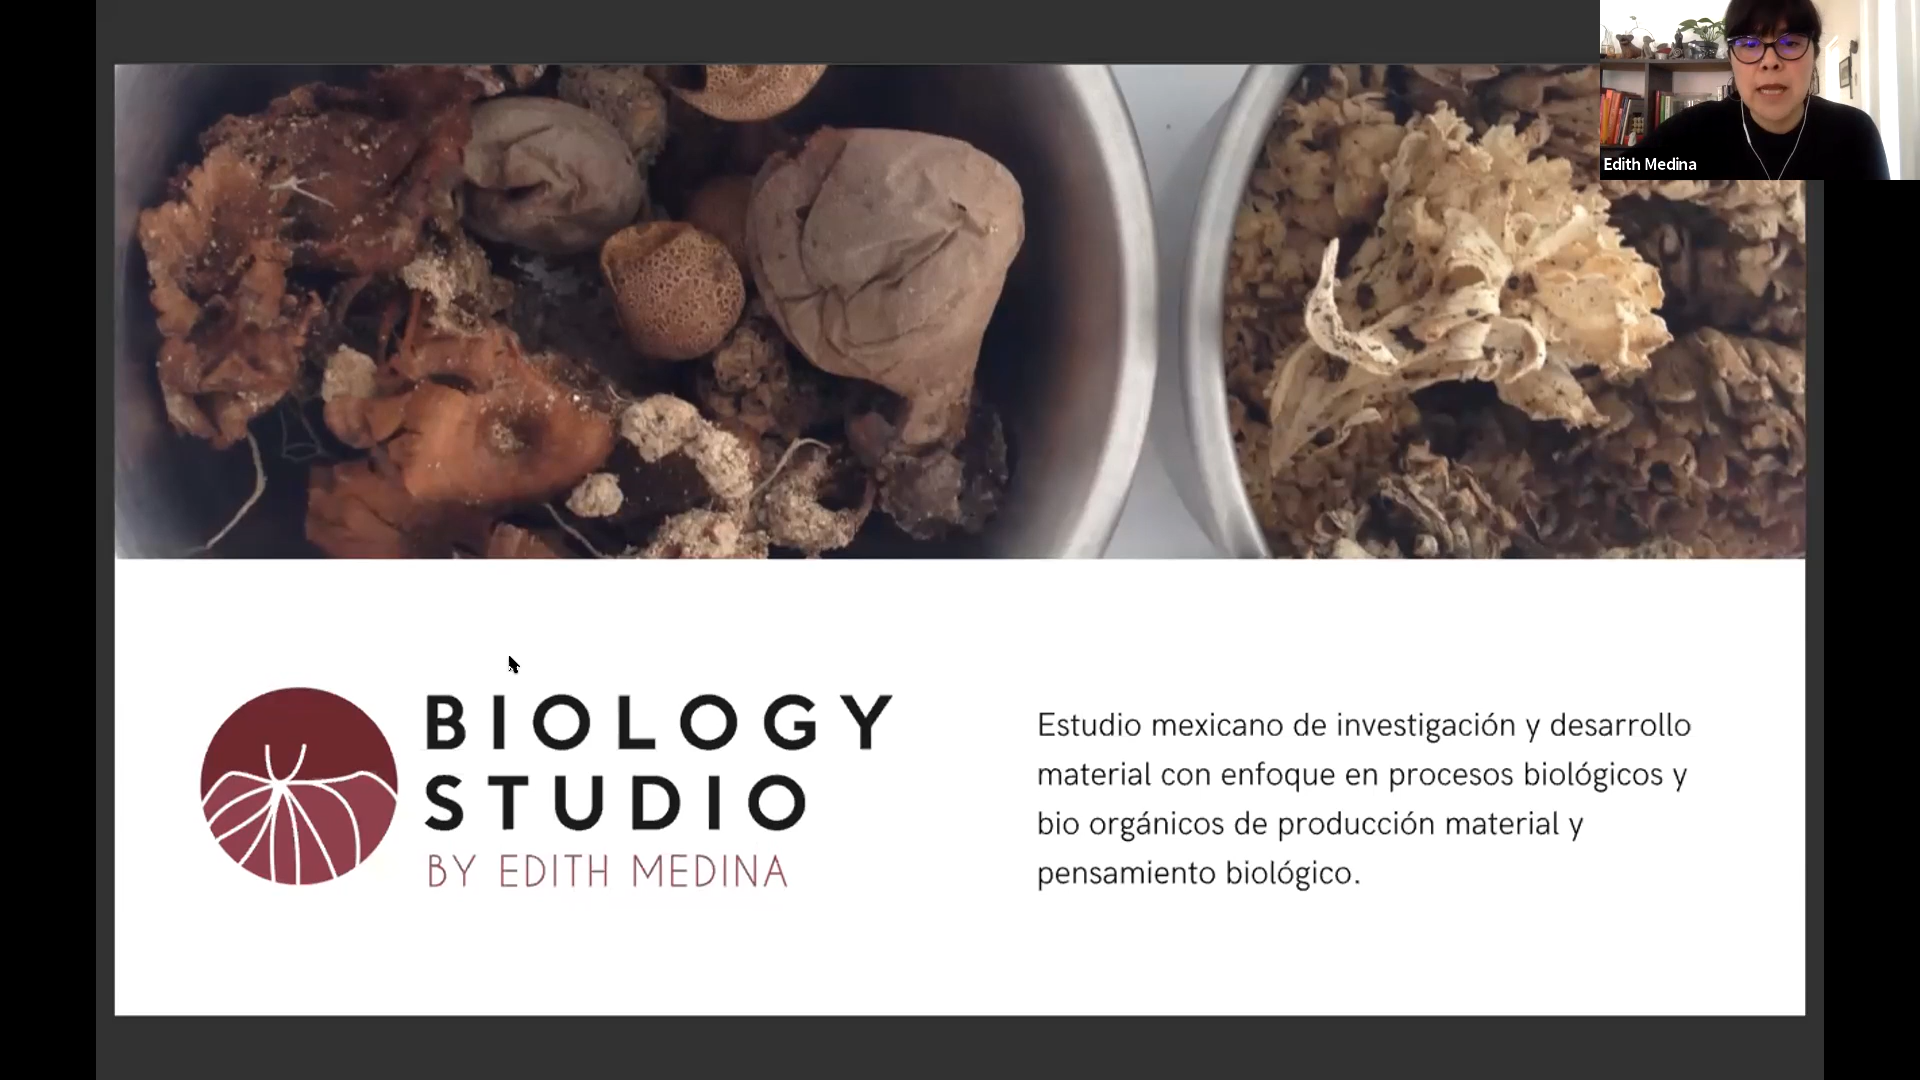 Edith Medina
BIOLOGY
STUDIO
BY EDITH MEDINA
Estudio mexicano de investigación y desarrollo
material con enfoque en procesos biológicos y
bio orgánicos de producción material y
pensamiento biológico.